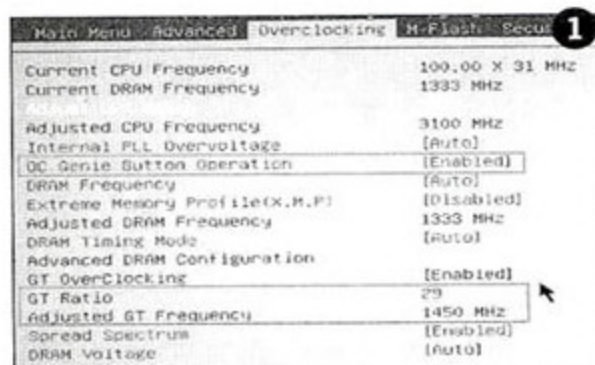 Main Menu Advanced Overclocking M-Flash Secu 1
Current CPU Frequency 100.00 X 31 MHz
Current DRAM Frequency 1333 MHz
Adjusted CPU Frequency 3100 MHz
Internal PLL Overvoltage [Auto]
OC Genie Button Operation [Enabled]
DRAM Frequency [Auto]
Extreme Memory Profile(X.M.P) [Disabled]
Adjusted DRAM Frequency 1333 MHz
DRAM Timing Mode [Auto]
Advanced DRAM Configuration
GT OverClocking [Enabled]
GT Ratio 29
Adjusted GT Frequency 1450 MHz
Spread Spectrum [Enabled]
DRAM Voltage [Auto]